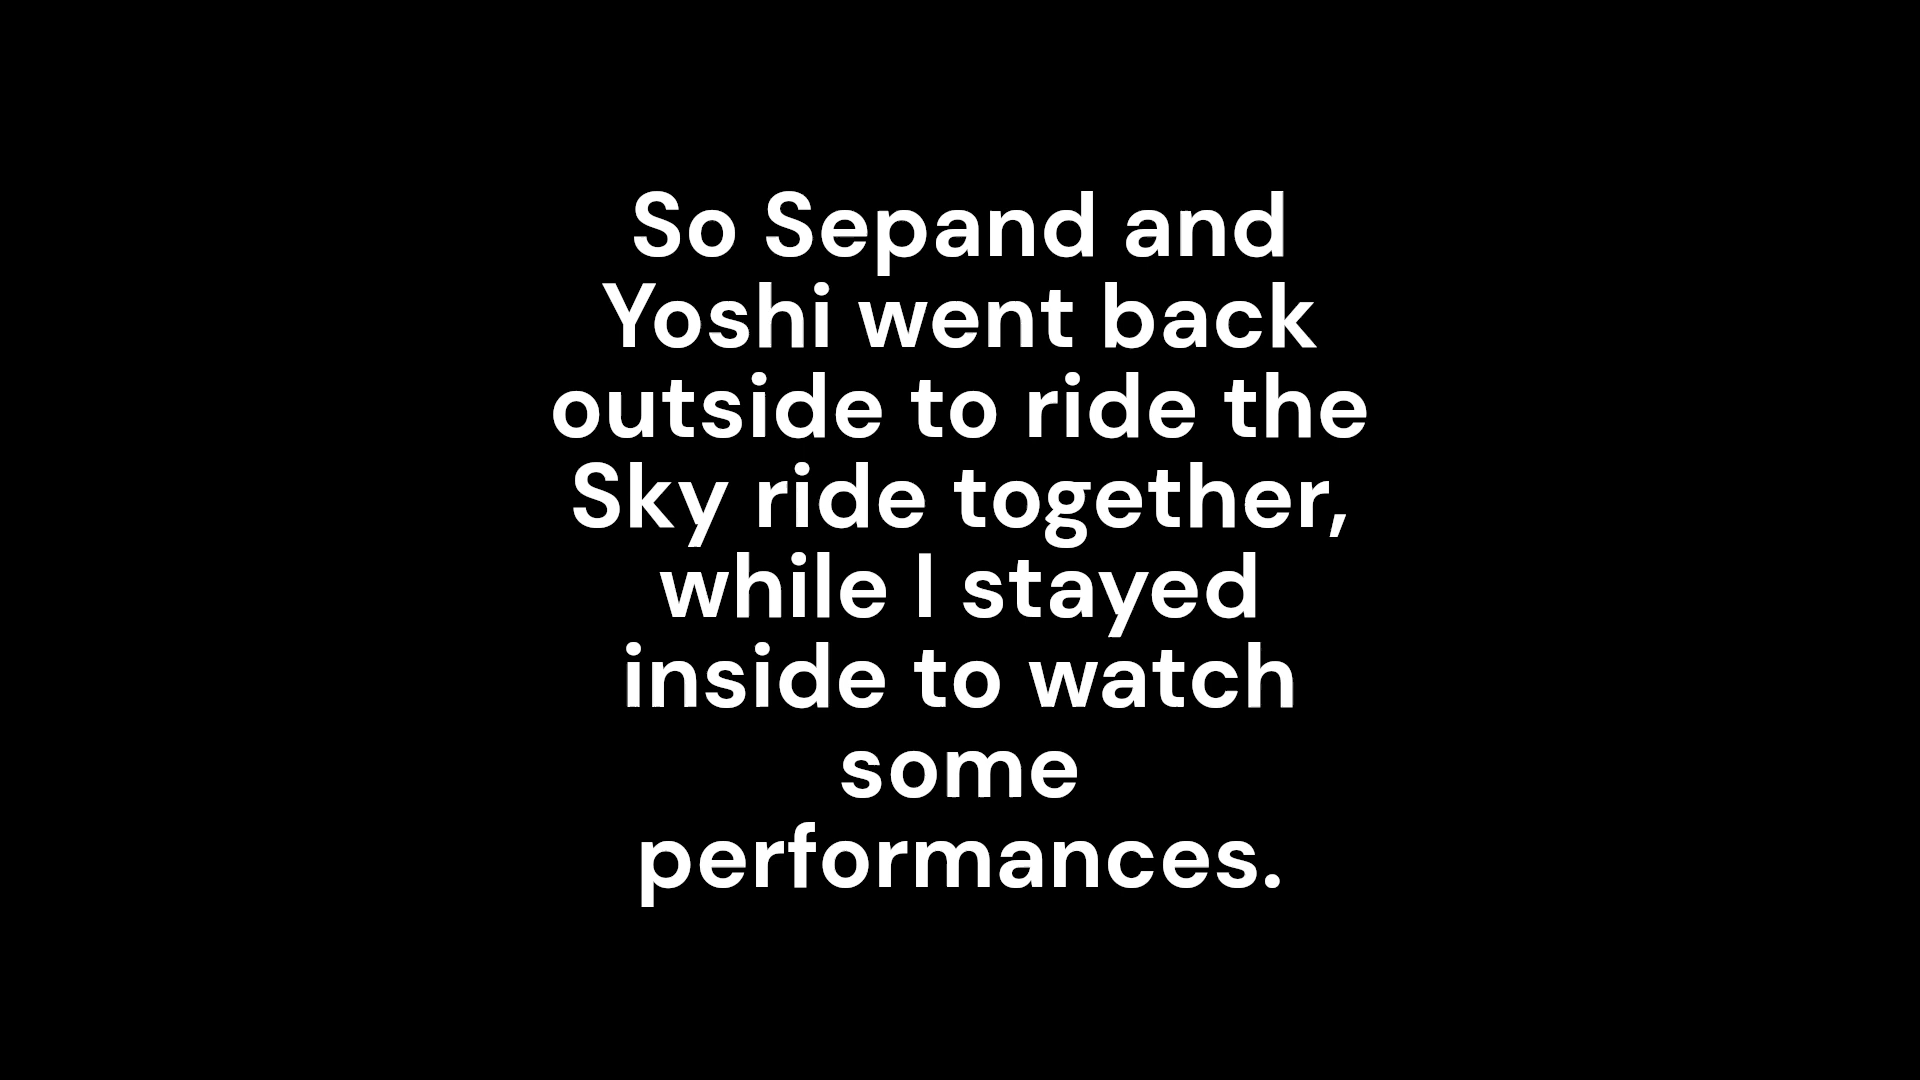 So Sepand and
Yoshi went back
outside to ride the
Sky ride together,
while I stayed
inside to watch
some
performances.